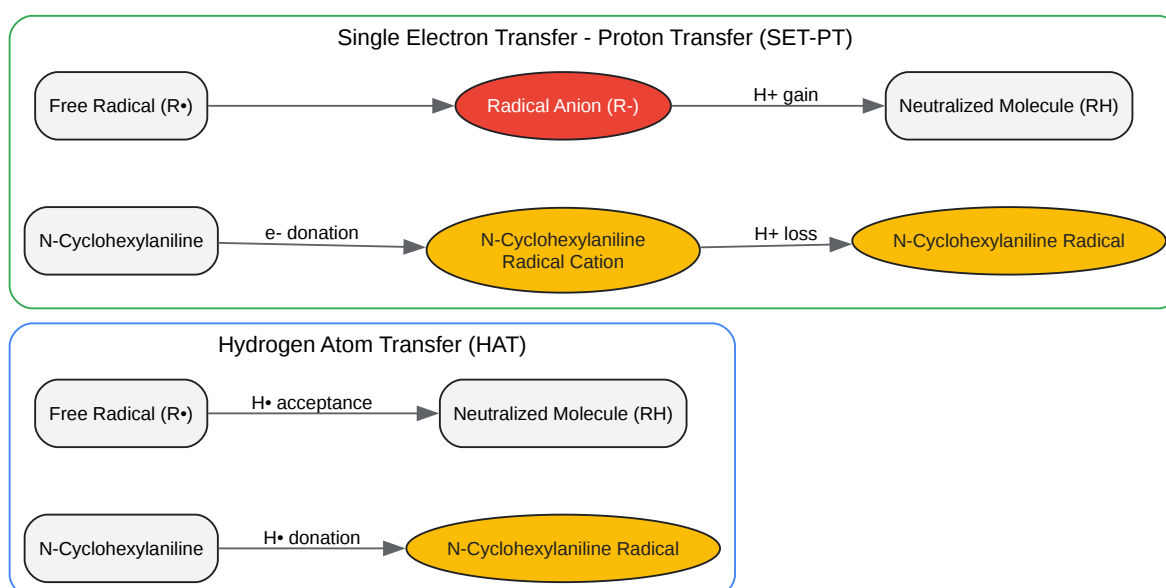 Single Electron Transfer - Proton Transfer (SET-PT)
Free Radical (R•)
Radical Anion (R-)
H+ gain
Neutralized Molecule (RH)
N-Cyclohexylaniline
e- donation
N-Cyclohexylaniline
Radical Cation
H+ loss
N-Cyclohexylaniline Radical
Hydrogen Atom Transfer (HAT)
Free Radical (R•)
H• acceptance
Neutralized Molecule (RH)
N-Cyclohexylaniline
H• donation
N-Cyclohexylaniline Radical